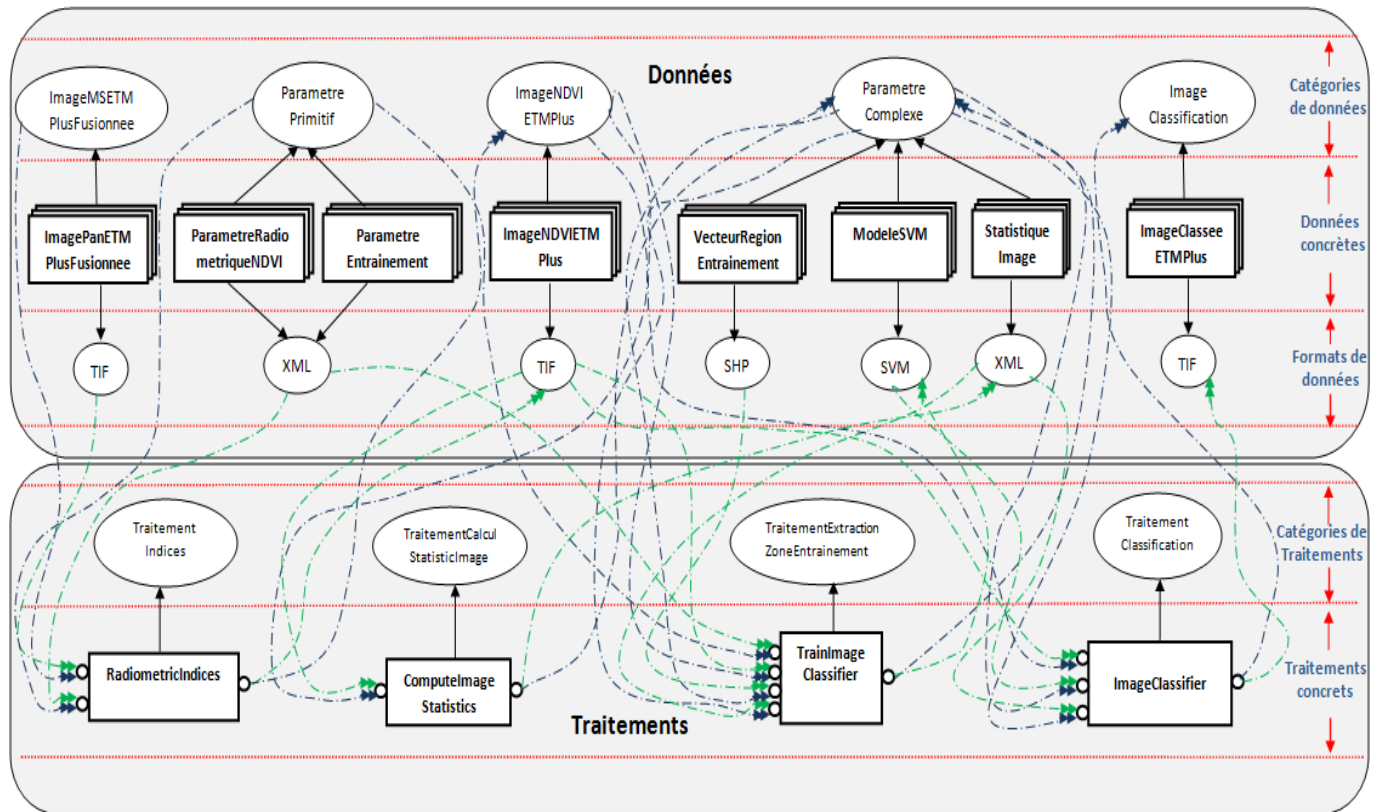 Données
ImageMSETM
PlusFusionnee
Parametre
Primitif
ImageNDVI
ETMPlus
Parametre
Complexe
Image
Classification
Catégories
de données
ImagePanETM
PlusFusionnee
ParametreRadio
metriqueNDVI
Parametre
Entrainement
ImageNDVIETM
Plus
VecteurRegion
Entrainement
ModeleSVM
Statistique
Image
ImageClassee
ETMPlus
Données
concrètes
TIF
XML
TIF
SHP
SVM
XML
TIF
Formats de
données
Traitement
Indices
TraitementCalcul
StatisticImage
TraitementExtraction
ZoneEntrainement
Traitement
Classification
Catégories de
Traitements
RadiometricIndices
ComputeImage
Statistics
TrainImage
Classifier
ImageClassifier
Traitements
concrets
Traitements